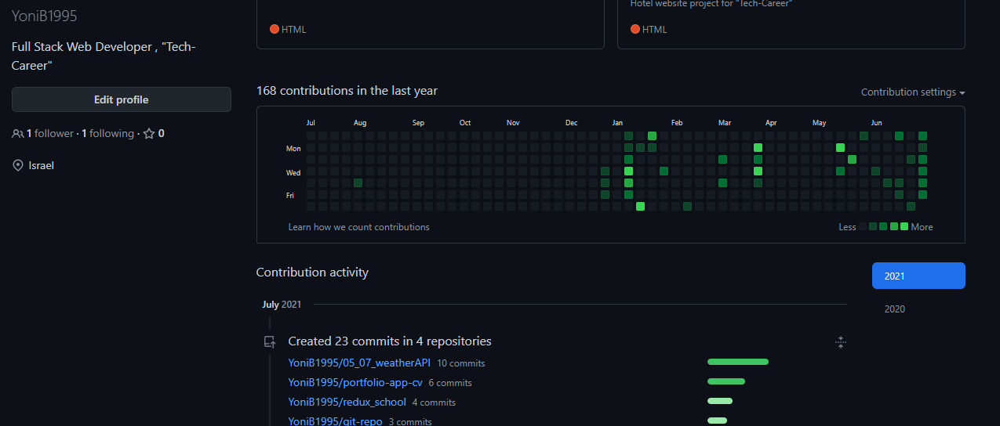 YoniB1995
Full Stack Web Developer , "Tech-
Career"
Edit profile
1 follower · 1 following · 0
Israel
Hotel website project for "Tech-Career"
HTML
HTML
168 contributions in the last year
Contribution settings
Jul Aug Sep Oct Nov Dec Jan Feb Mar Apr May Jun
Mon
Wed
Fri
Learn how we count contributions
Less More
Contribution activity
2021
2020
July 2021
Created 23 commits in 4 repositories
YoniB1995/05_07_weatherAPI 10 commits
YoniB1995/portfolio-app-cv 6 commits
YoniB1995/redux_school 4 commits
YoniB1995/git-repo 3 commits